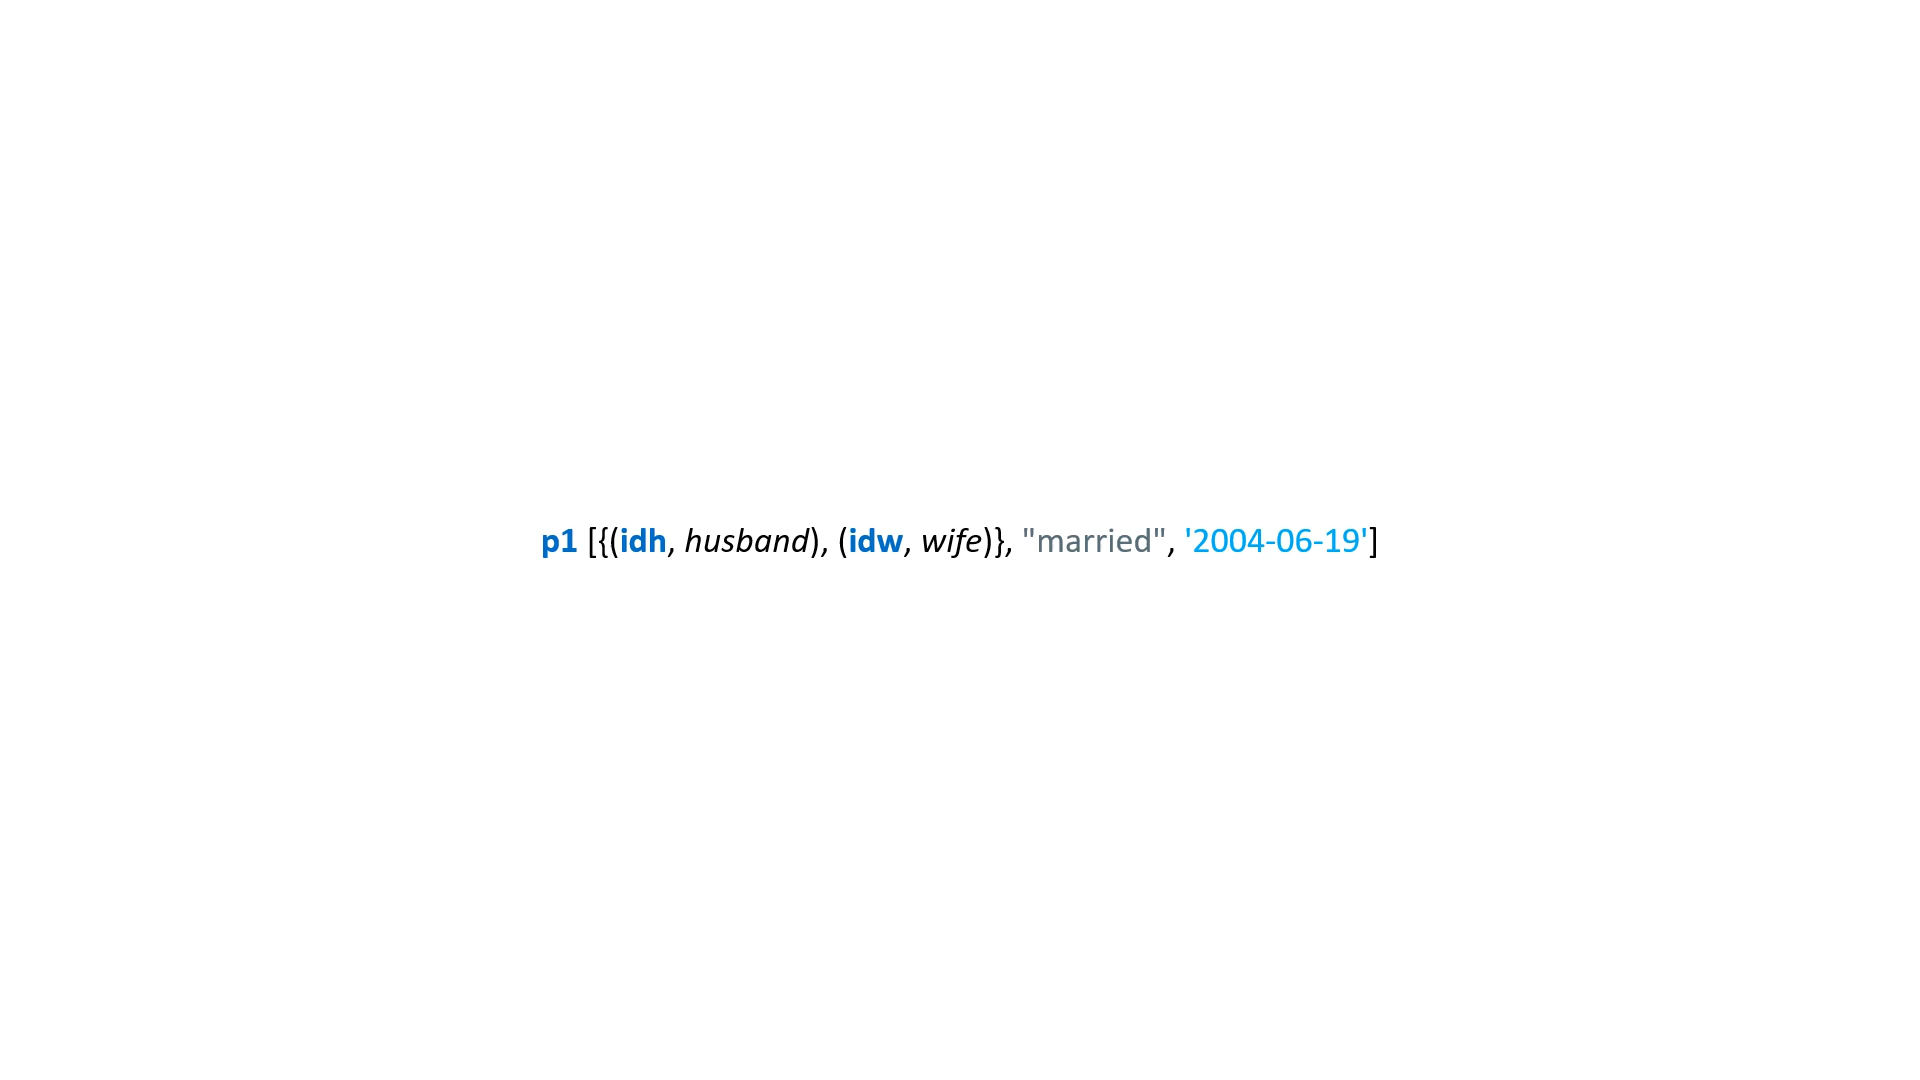 p1 [{(idh, husband), (idw, wife)}, "married", '2004-06-19']